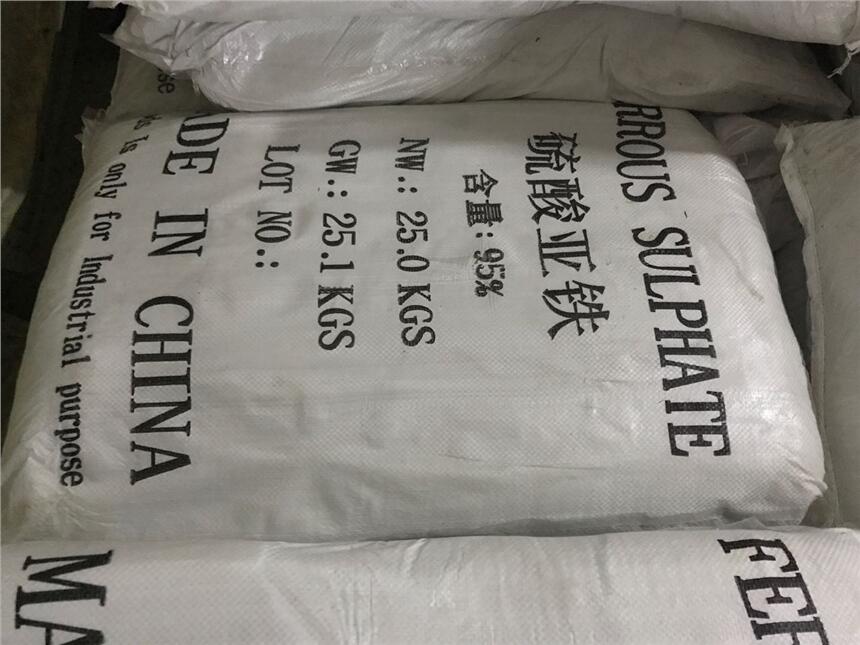 RROUS SULPHATE
硫酸亚铁
含量: 95%
NW.: 25.0 KGS
GW.: 25.1 KGS
LOT NO.:
DE IN CHINA
is only for Industrial purpose
se
FER
MA